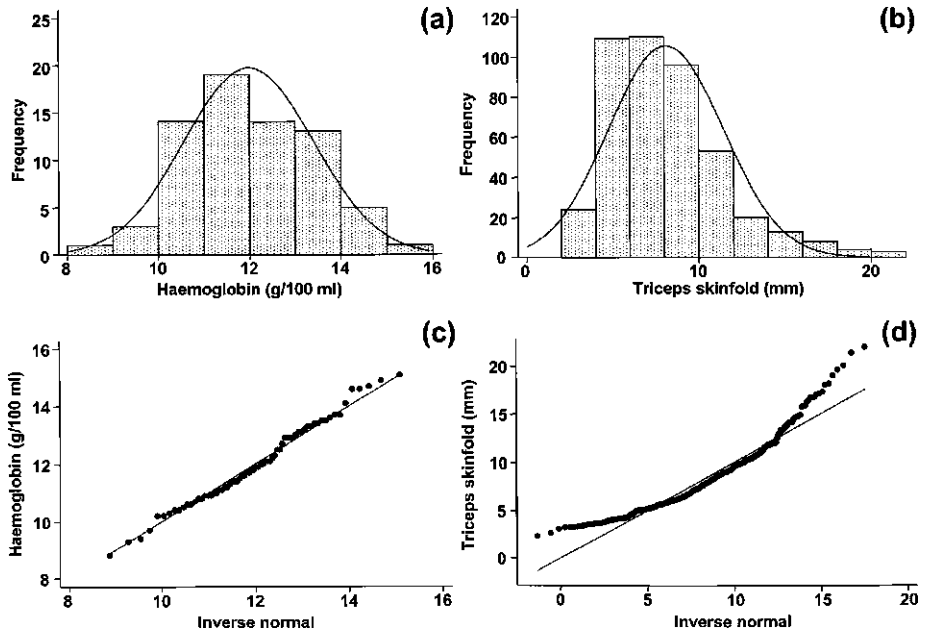 (a)
25
20
15
10
5
0
Frequency
8 10 12 14 16
Haemoglobin (g/100 ml)
(b)
120
100
80
60
40
20
0
Frequency
0 10 20
Triceps skinfold (mm)
(c)
16
14
12
10
8
Haemoglobin (g/100 ml)
8 10 12 14 16
Inverse normal
(d)
20
15
10
5
0
Triceps skinfold (mm)
0 5 10 15 20
Inverse normal